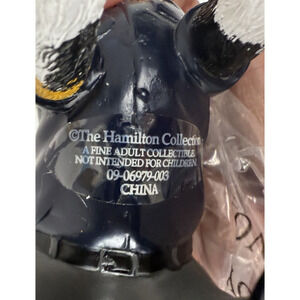 ©The Hamilton Collection
A FINE ADULT COLLECTIBLE
NOT INTENDED FOR CHILDREN
09-06979-003
CHINA